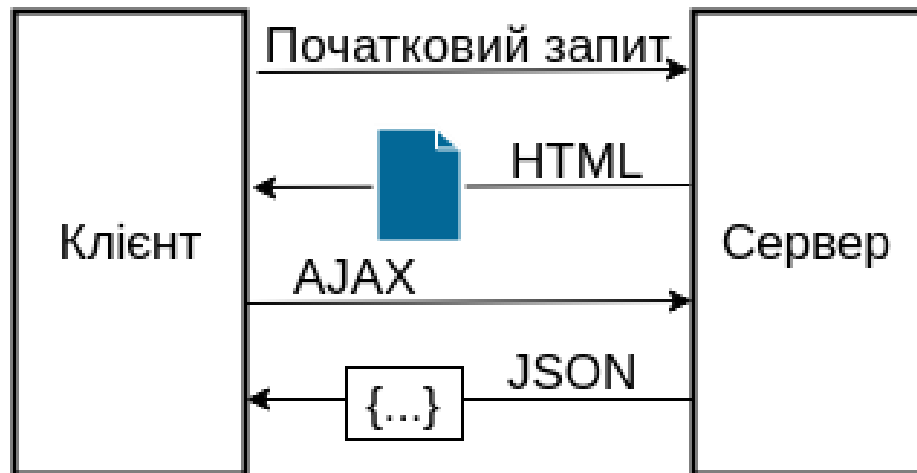 Початковий запит
HTML
Клієнт
Сервер
AJAX
JSON
{...}